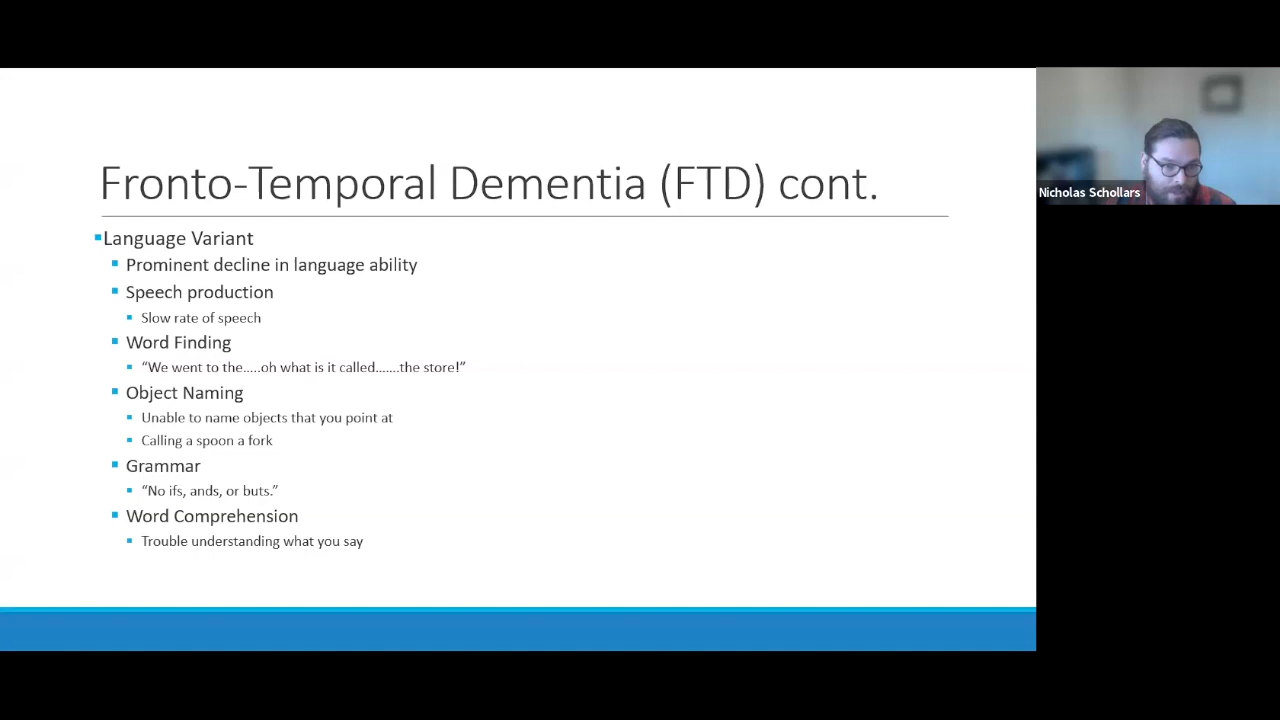 Fronto-Temporal Dementia (FTD) cont.
Language Variant
Prominent decline in language ability
Speech production
Slow rate of speech
Word Finding
“We went to the…..oh what is it called…….the store!”
Object Naming
Unable to name objects that you point at
Calling a spoon a fork
Grammar
“No ifs, ands, or buts.”
Word Comprehension
Trouble understanding what you say
Nicholas Schollars